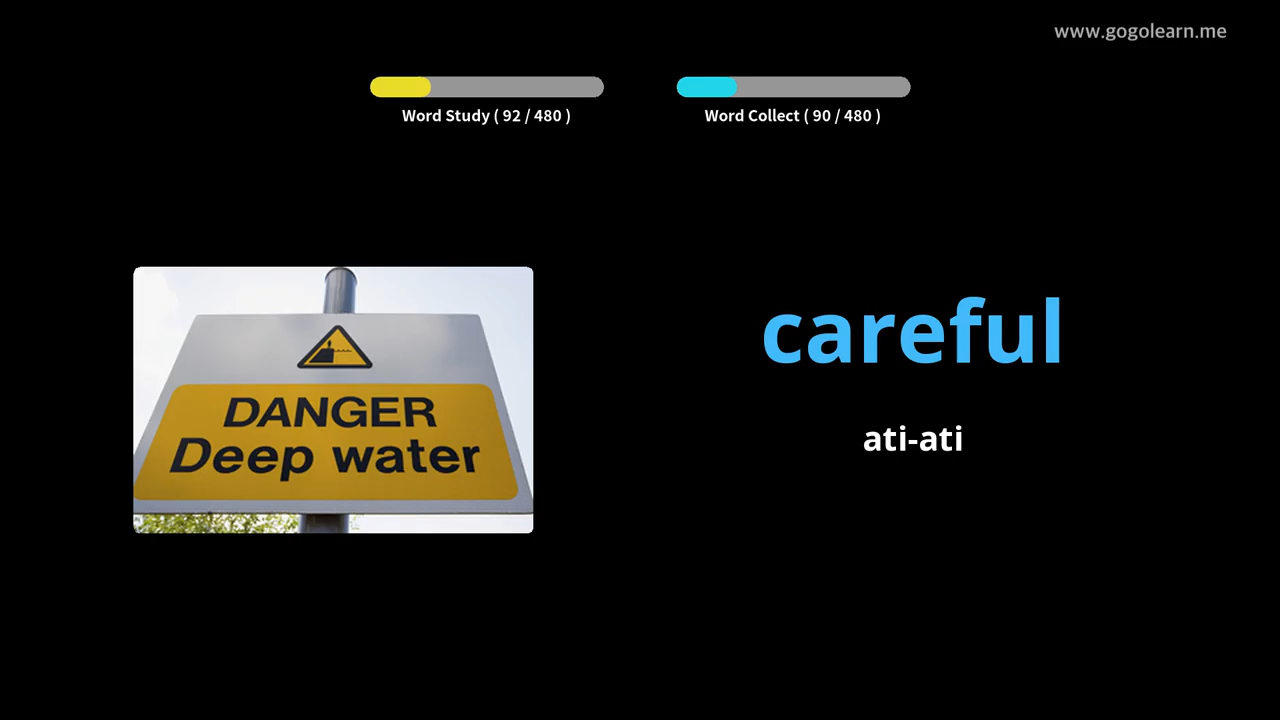 www.gogolearn.me
Word Study ( 92 / 480 )
Word Collect ( 90 / 480 )
DANGER
Deep water
careful
ati-ati